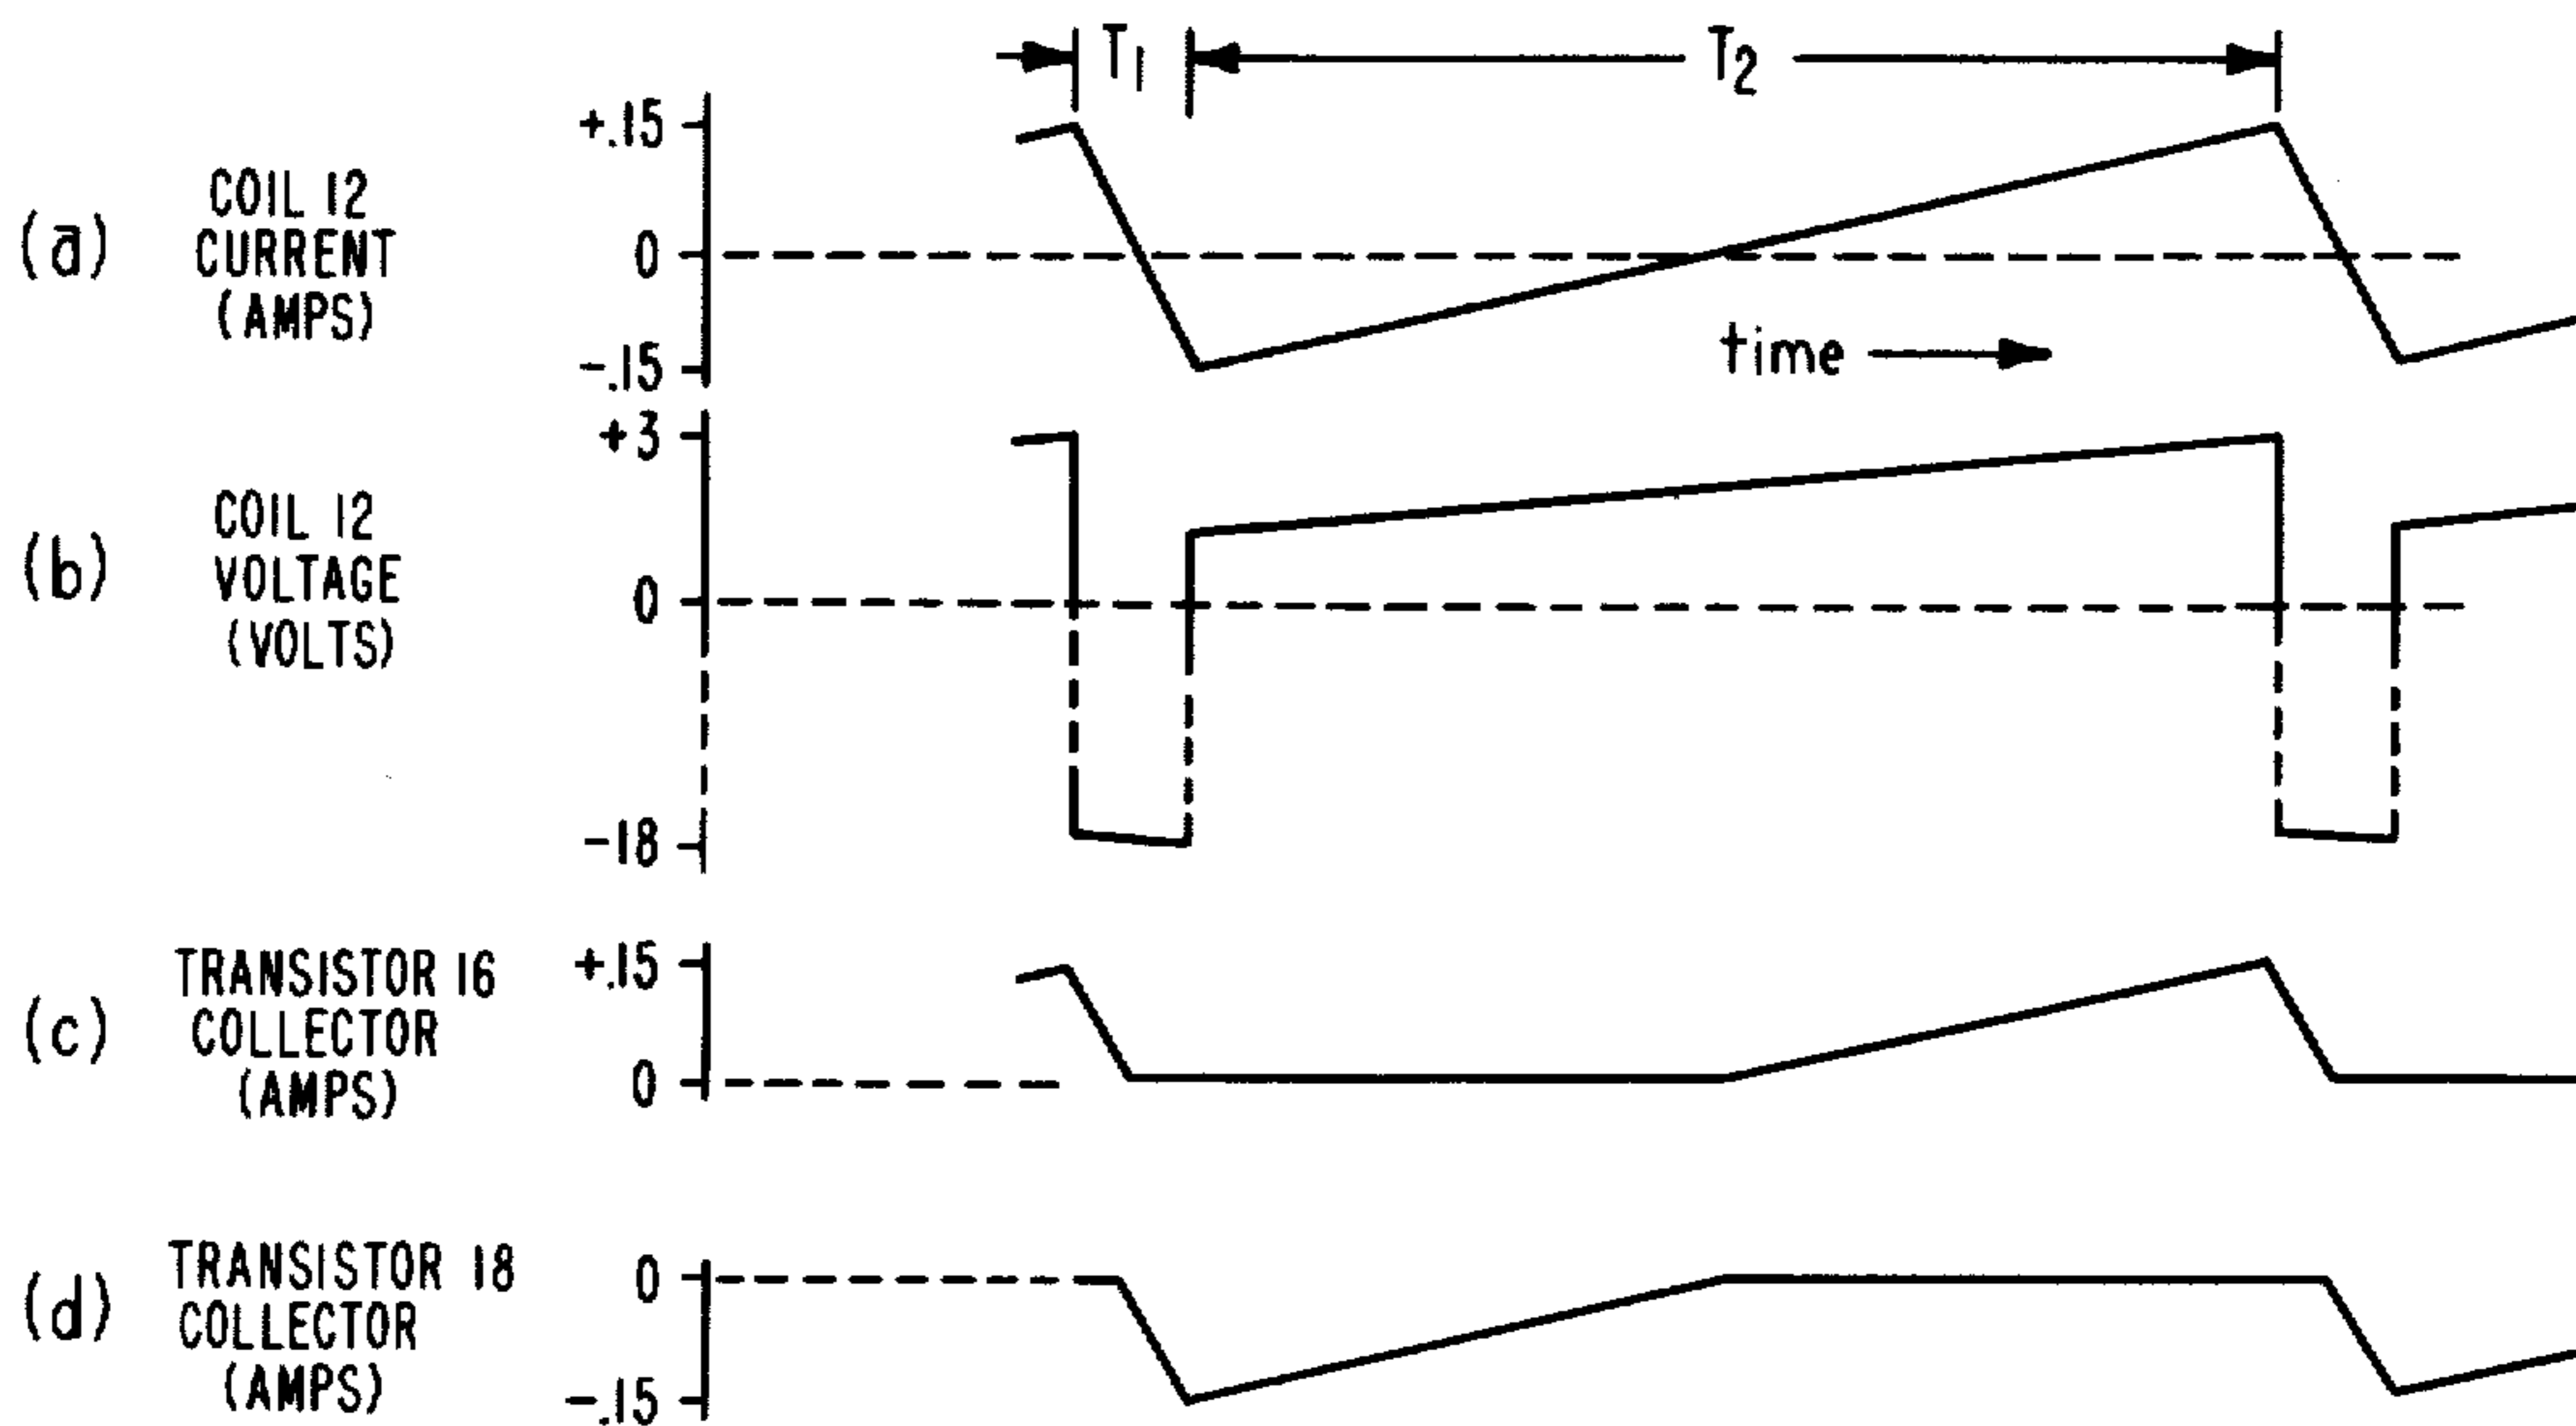 T1
T2
(a)
COIL 12
CURRENT
(AMPS)
+.15
0
-.15
time
(b)
COIL 12
VOLTAGE
(VOLTS)
+3
0
-18
(c)
TRANSISTOR 16
COLLECTOR
(AMPS)
+.15
0
(d)
TRANSISTOR 18
COLLECTOR
(AMPS)
0
-.15